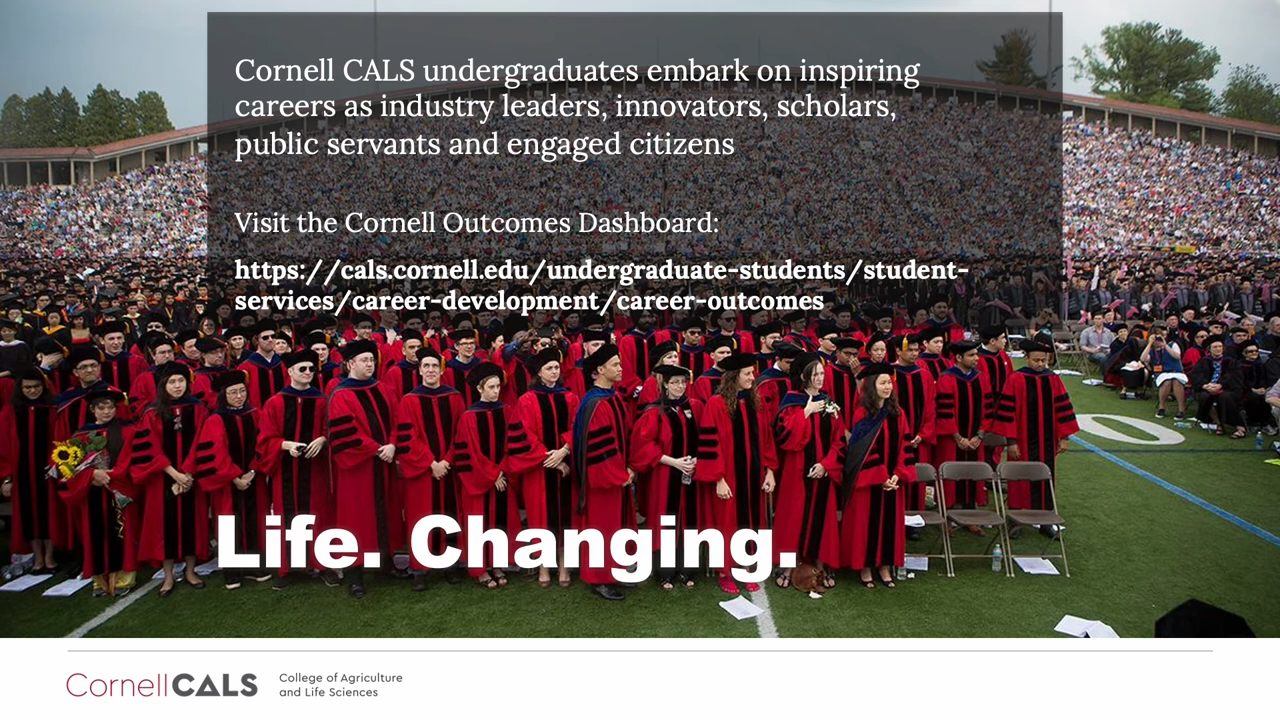 Cornell CALS undergraduates embark on inspiring
careers as industry leaders, innovators, scholars,
public servants and engaged citizens
Visit the Cornell Outcomes Dashboard:
https://cals.cornell.edu/undergraduate-students/student-
services/career-development/career-outcomes
0
Life. Changing.
CornellCALS
College of Agriculture
and Life Sciences